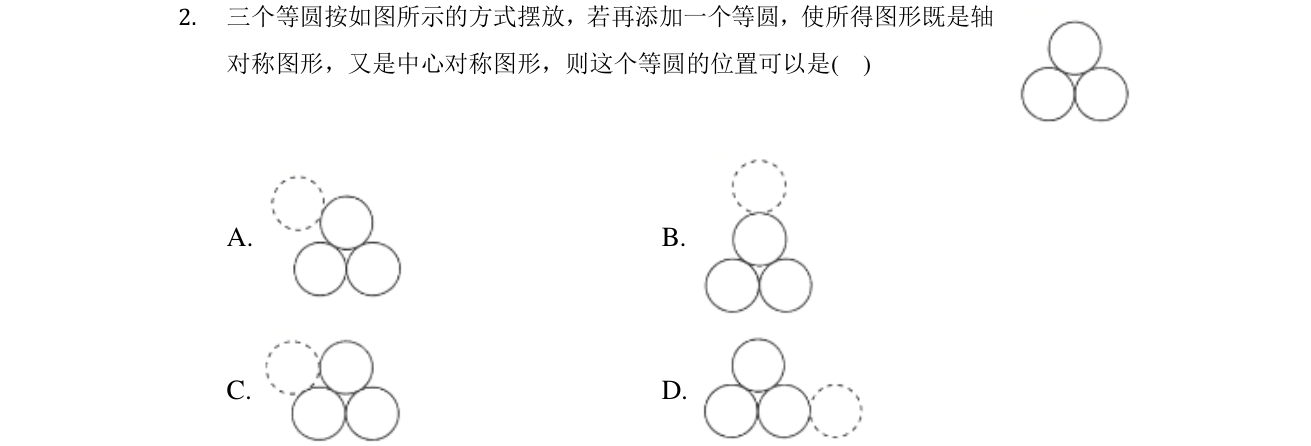 2. 三个等圆按如图所示的方式摆放，若再添加一个等圆，使所得图形既是轴
对称图形，又是中心对称图形，则这个等圆的位置可以是(　)
A.
B.
C.
D.